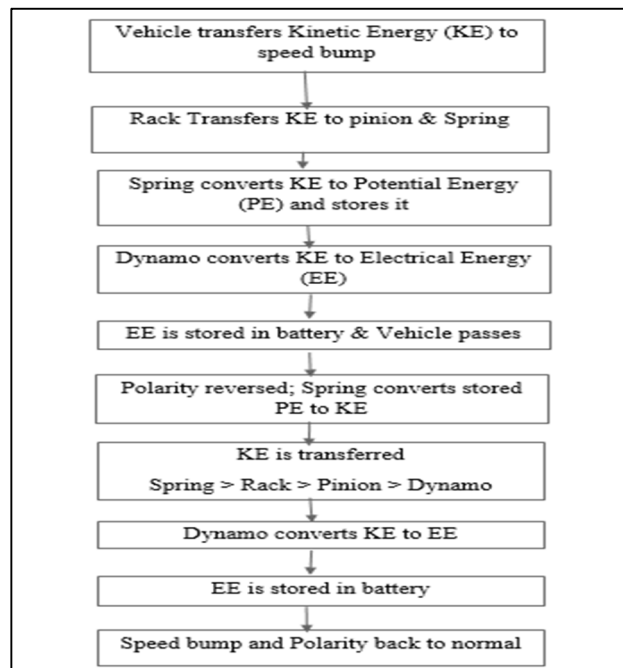 Vehicle transfers Kinetic Energy (KE) to
speed bump
Rack Transfers KE to pinion & Spring
Spring converts KE to Potential Energy
(PE) and stores it
Dynamo converts KE to Electrical Energy
(EE)
EE is stored in battery & Vehicle passes
Polarity reversed; Spring converts stored
PE to KE
KE is transferred
Spring > Rack > Pinion > Dynamo
Dynamo converts KE to EE
EE is stored in battery
Speed bump and Polarity back to normal